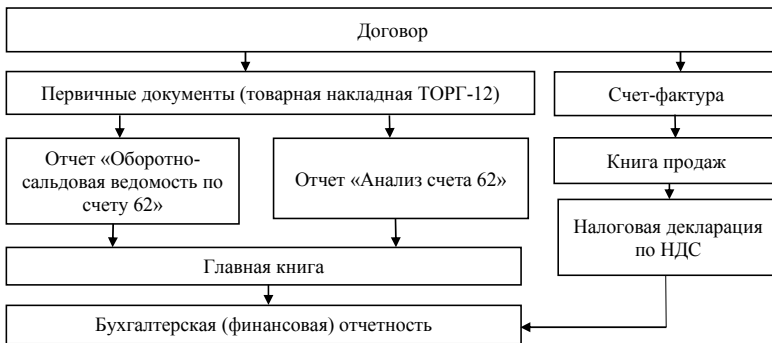 Договор
Первичные документы (товарная накладная ТОРГ-12)
Счет-фактура
Отчет «Оборотно-
сальдовая ведомость по
счету 62»
Отчет «Анализ счета 62»
Книга продаж
Налоговая декларация
по НДС
Главная книга
Бухгалтерская (финансовая) отчетность